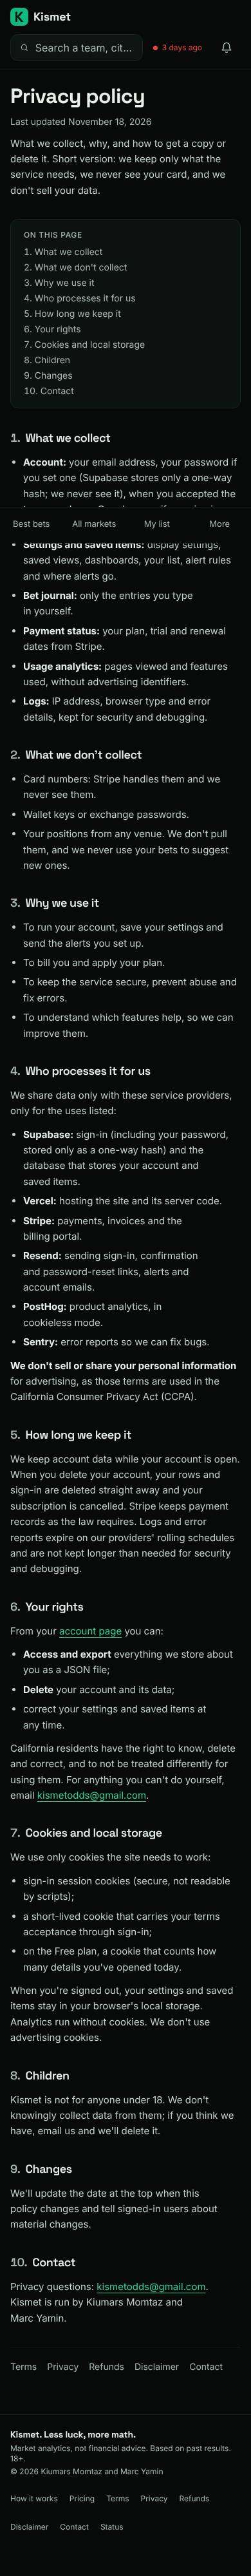 Kismet
Search a team, cit...
3 days ago
Privacy policy
Last updated November 18, 2026
What we collect, why, and how to get a copy or
delete it. Short version: we keep only what the
service needs, we never see your card, and we
don't sell your data.
ON THIS PAGE
1. What we collect
2. What we don't collect
3. Why we use it
4. Who processes it for us
5. How long we keep it
6. Your rights
7. Cookies and local storage
8. Children
9. Changes
10. Contact
1. What we collect
Account: your email address, your password if
you set one (Supabase stores only a one-way
hash; we never see it), when you accepted the
Best bets
All markets
My list
More
Settings and saved items: display settings,
saved views, dashboards, your list, alert rules
and where alerts go.
Bet journal: only the entries you type
in yourself.
Payment status: your plan, trial and renewal
dates from Stripe.
Usage analytics: pages viewed and features
used, without advertising identifiers.
Logs: IP address, browser type and error
details, kept for security and debugging.
2. What we don't collect
Card numbers: Stripe handles them and we
never see them.
Wallet keys or exchange passwords.
Your positions from any venue. We don't pull
them, and we never use your bets to suggest
new ones.
3. Why we use it
To run your account, save your settings and
send the alerts you set up.
To bill you and apply your plan.
To keep the service secure, prevent abuse and
fix errors.
To understand which features help, so we can
improve them.
4. Who processes it for us
We share data only with these service providers,
only for the uses listed:
Supabase: sign-in (including your password,
stored only as a one-way hash) and the
database that stores your account and
saved items.
Vercel: hosting the site and its server code.
Stripe: payments, invoices and the
billing portal.
Resend: sending sign-in, confirmation
and password-reset links, alerts and
account emails.
PostHog: product analytics, in
cookieless mode.
Sentry: error reports so we can fix bugs.
We don't sell or share your personal information
for advertising, as those terms are used in the
California Consumer Privacy Act (CCPA).
5. How long we keep it
We keep account data while your account is open.
When you delete your account, your rows and
sign-in are deleted straight away and your
subscription is cancelled. Stripe keeps payment
records as the law requires. Logs and error
reports expire on our providers' rolling schedules
and are not kept longer than needed for security
and debugging.
6. Your rights
From your account page you can:
Access and export everything we store about
you as a JSON file;
Delete your account and its data;
correct your settings and saved items at
any time.
California residents have the right to know, delete
and correct, and to not be treated differently for
using them. For anything you can't do yourself,
email kismetodds@gmail.com.
7. Cookies and local storage
We use only cookies the site needs to work:
sign-in session cookies (secure, not readable
by scripts);
a short-lived cookie that carries your terms
acceptance through sign-in;
on the Free plan, a cookie that counts how
many details you've opened today.
When you're signed out, your settings and saved
items stay in your browser's local storage.
Analytics run without cookies. We don't use
advertising cookies.
8. Children
Kismet is not for anyone under 18. We don't
knowingly collect data from them; if you think we
have, email us and we'll delete it.
9. Changes
We'll update the date at the top when this
policy changes and tell signed-in users about
material changes.
10. Contact
Privacy questions: kismetodds@gmail.com.
Kismet is run by Kiumars Momtaz and
Marc Yamin.
Terms Privacy Refunds Disclaimer Contact
Kismet. Less luck, more math.
Market analytics, not financial advice. Based on past results.
18+.
© 2026 Kiumars Momtaz and Marc Yamin
How it works Pricing Terms Privacy Refunds
Disclaimer Contact Status